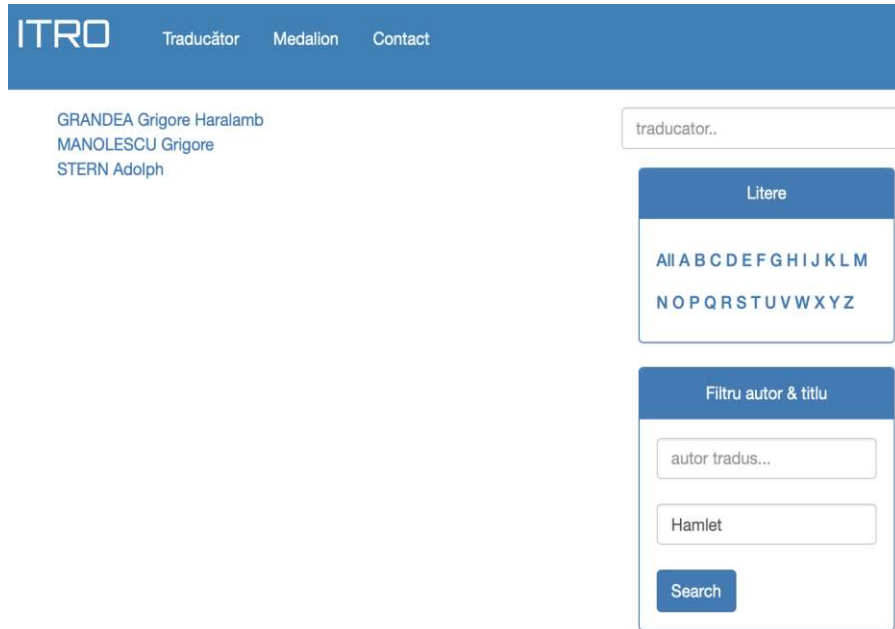 ITRO Traducător Medalion Contact
GRANDEA Grigore Haralamb
MANOLESCU Grigore
STERN Adolph
traducator..
Litere
All A B C D E F G H I J K L M
N O P Q R S T U V W X Y Z
Filtru autor & titlu
autor tradus...
Hamlet
Search